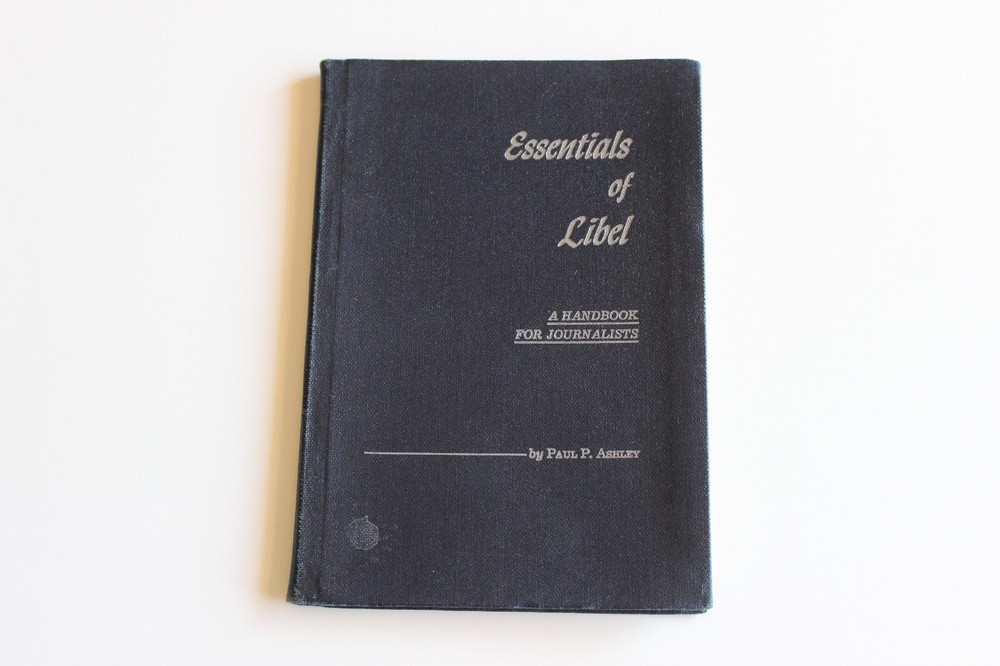 Essentials
of
Libel
A HANDBOOK
FOR JOURNALISTS
by PAUL P. ASHLEY